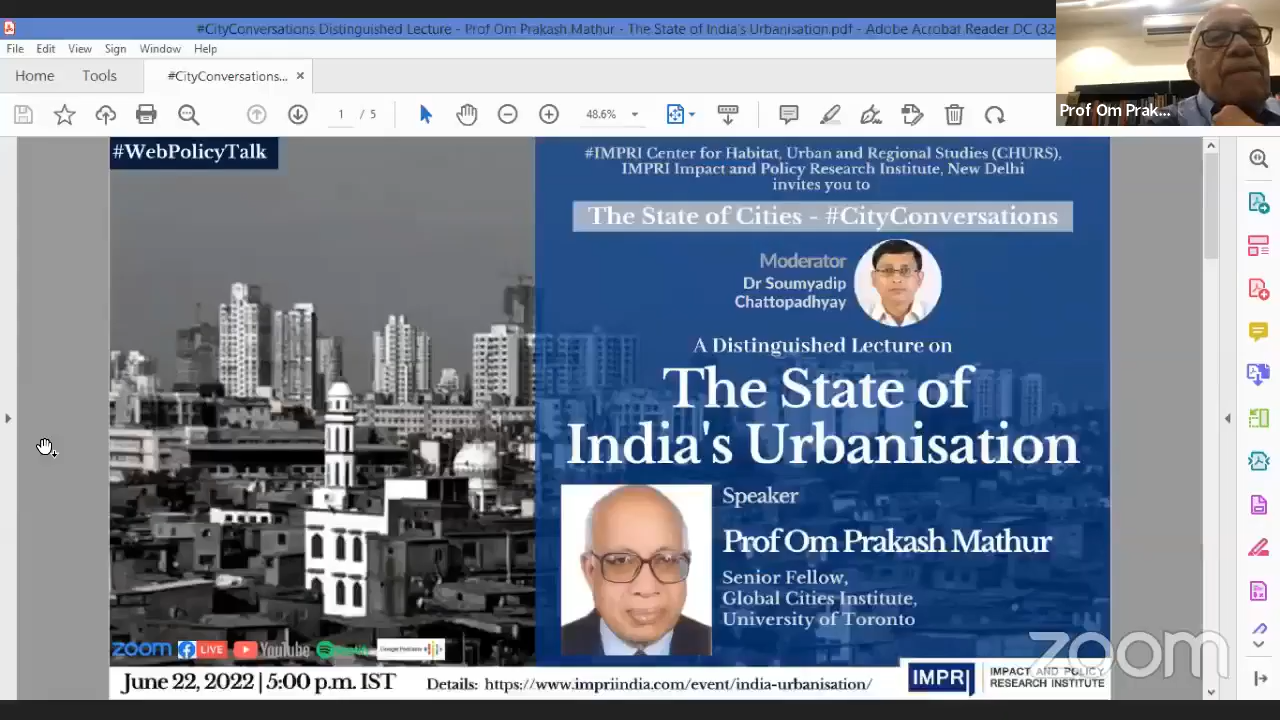 #CityConversations Distinguished Lecture - Prof Om Prakash Mathur - The State of India's Urbanisation.pdf - Adobe Acrobat Reader DC (32
File Edit View Sign Window Help
Home Tools #CityConversations... ×
1 / 5 48.6%
Prof Om Prak...
#WebPolicyTalk
#IMPRI Center for Habitat, Urban and Regional Studies (CHURS),
IMPRI Impact and Policy Research Institute, New Delhi
invites you to
The State of Cities - #CityConversations
Moderator
Dr Soumyadip
Chattopadhyay
A Distinguished Lecture on
The State of
India's Urbanisation
Speaker
Prof Om Prakash Mathur
Senior Fellow,
Global Cities Institute,
University of Toronto
zoom LIVE YouTube
zoom
June 22, 2022 | 5:00 p.m. IST Details: https://www.impriindia.com/event/india-urbanisation/
IMPRI IMPACT AND POLICY
RESEARCH INSTITUTE